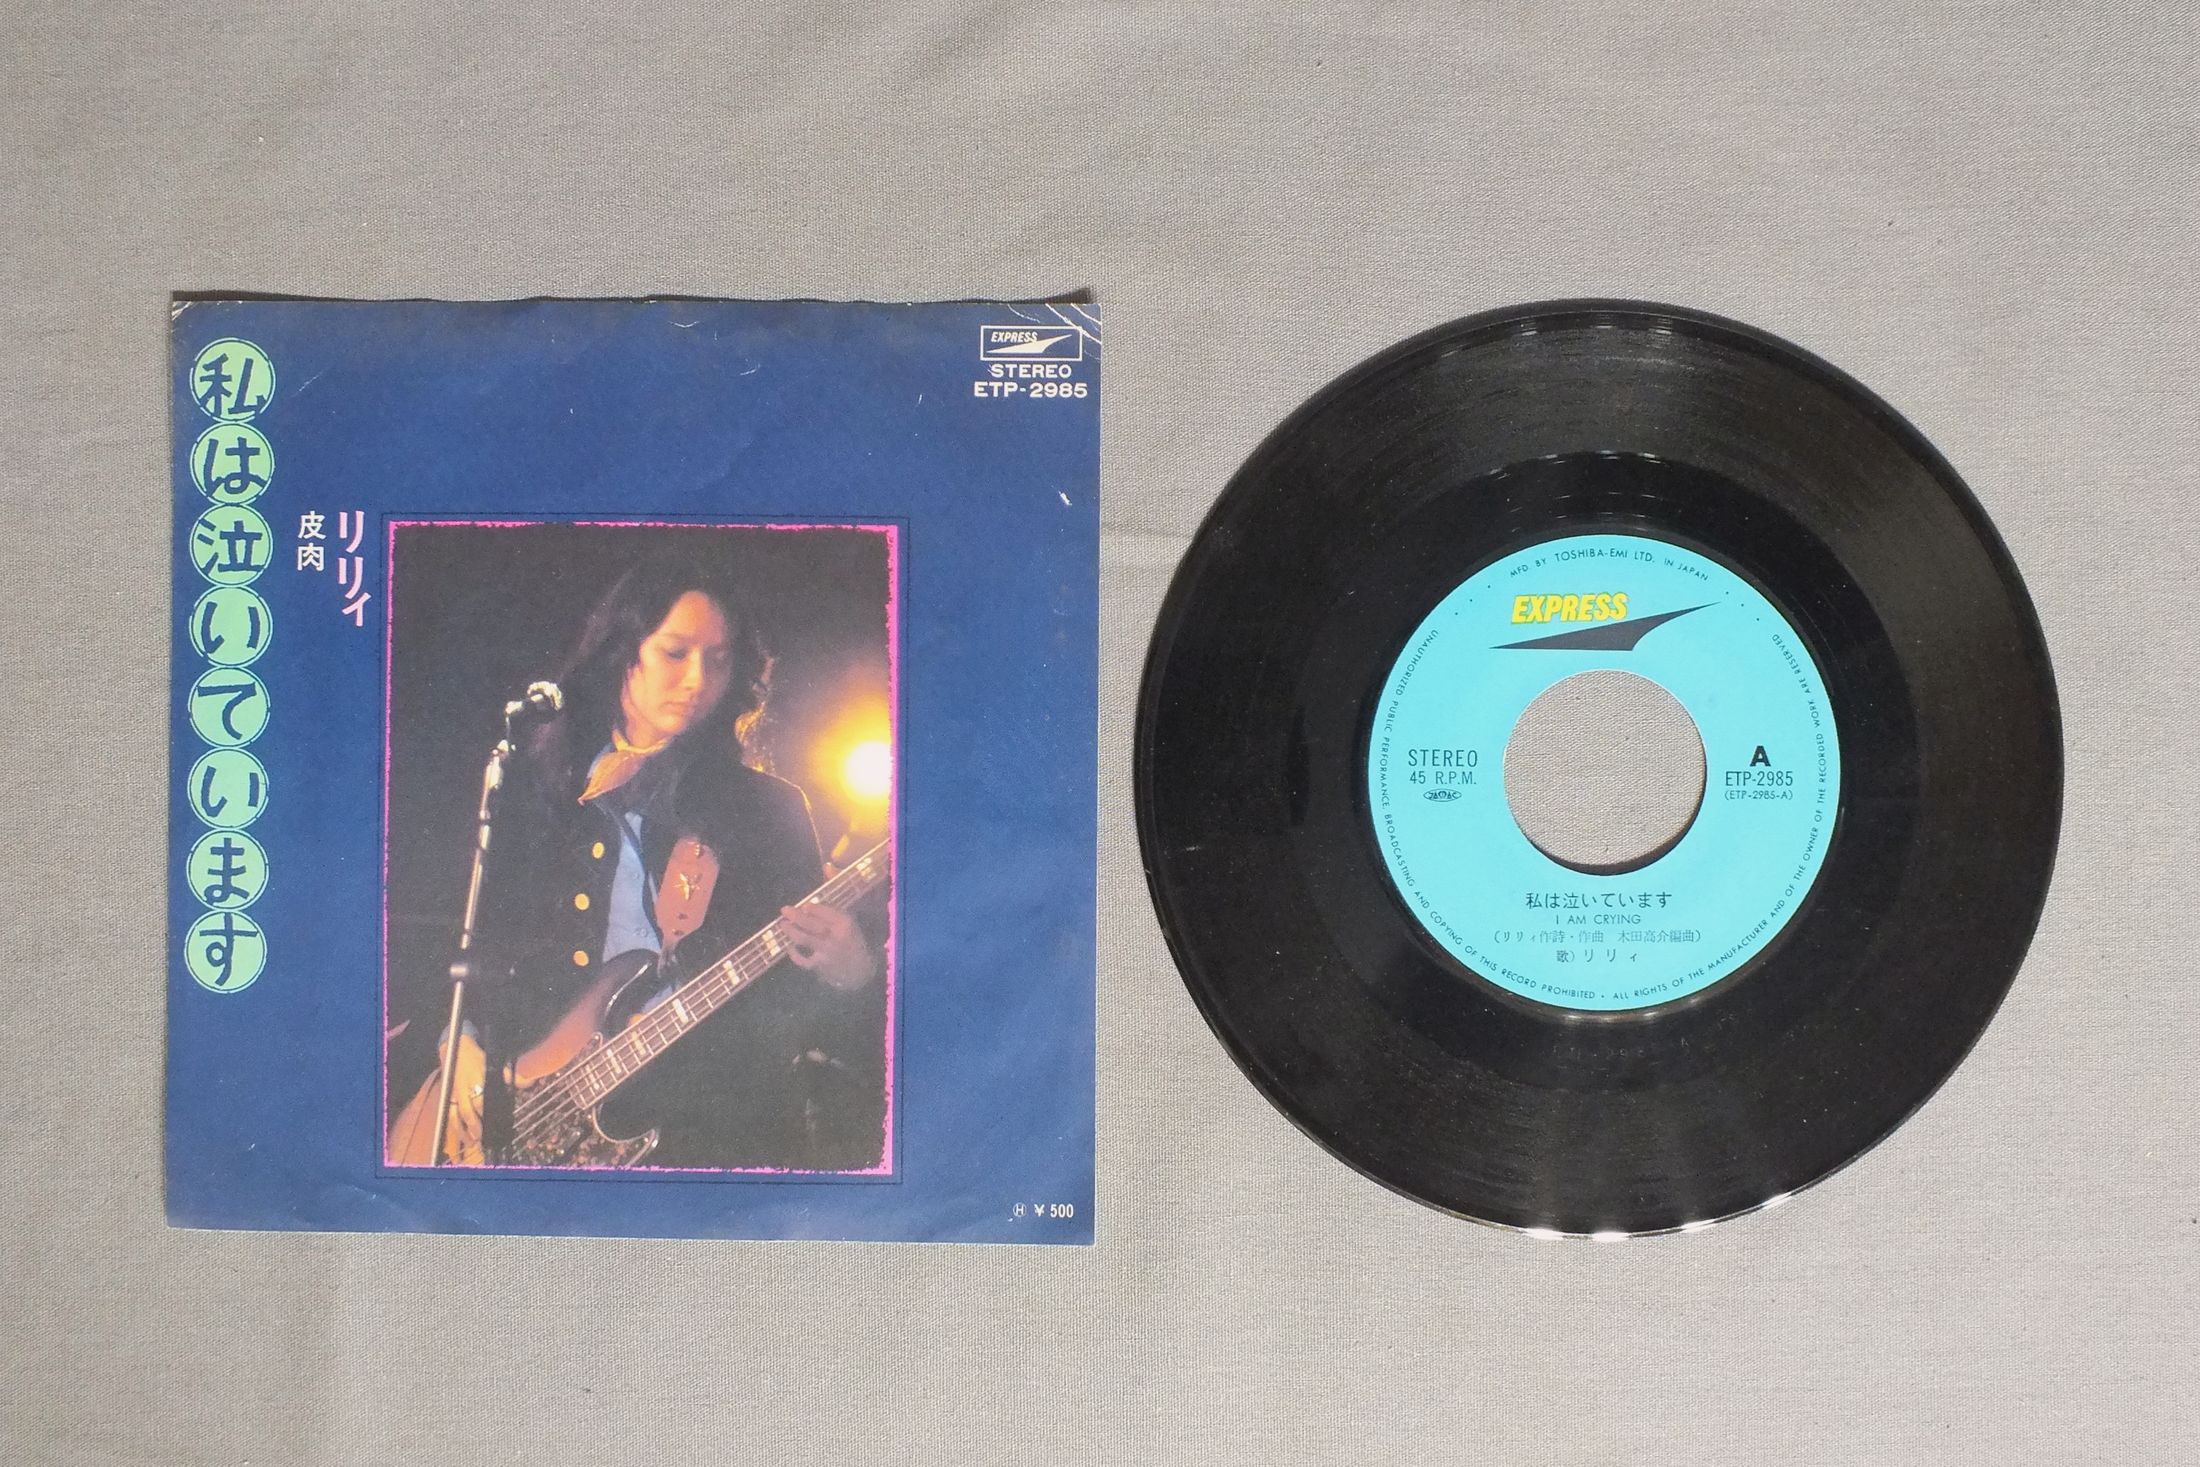 私は泣いています
リリィ
皮肉
EXPRESS
STEREO
ETP-2985
Ⓗ ¥500
MFD. BY TOSHIBA-EMI LTD. IN JAPAN
EXPRESS
STEREO
45 R.P.M.
JASRAC
A
ETP-2985
(ETP-2985-A)
私は泣いています
I AM CRYING
(リリィ作詩・作曲 木田高介編曲)
歌) リリィ
UNAUTHORIZED PUBLIC PERFORMANCE, BROADCASTING AND COPYING OF THIS RECORD PROHIBITED • ALL RIGHTS OF THE MANUFACTURER AND OF THE OWNER OF THE RECORDED WORK ARE RESERVED